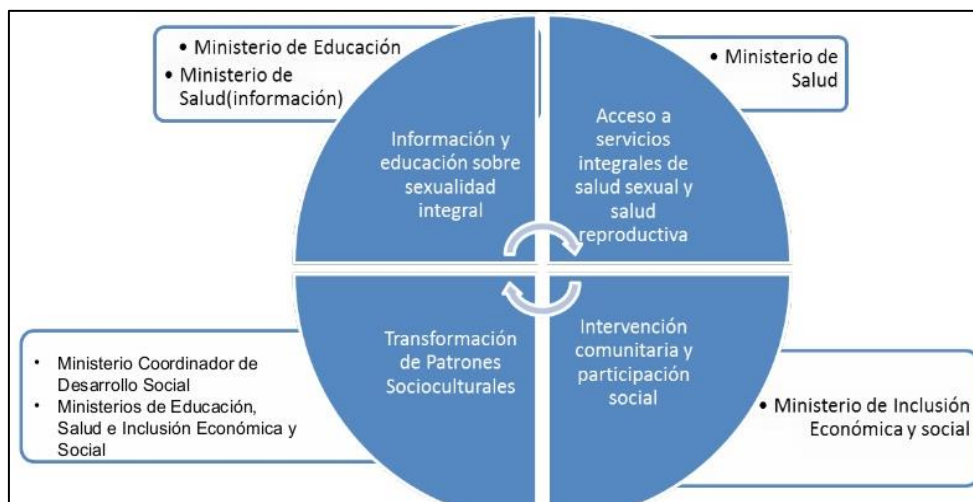 • Ministerio de Educación
• Ministerio de
Salud(información)
• Ministerio de
Salud
Información y
educación sobre
sexualidad
integral
Acceso a
servicios
integrales de
salud sexual y
salud
reproductiva
Transformación
de Patrones
Socioculturales
Intervención
comunitaria y
participación
social
• Ministerio Coordinador de
Desarrollo Social
• Ministerios de Educación,
Salud e Inclusión Económica y
Social
• Ministerio de Inclusión
Económica y social